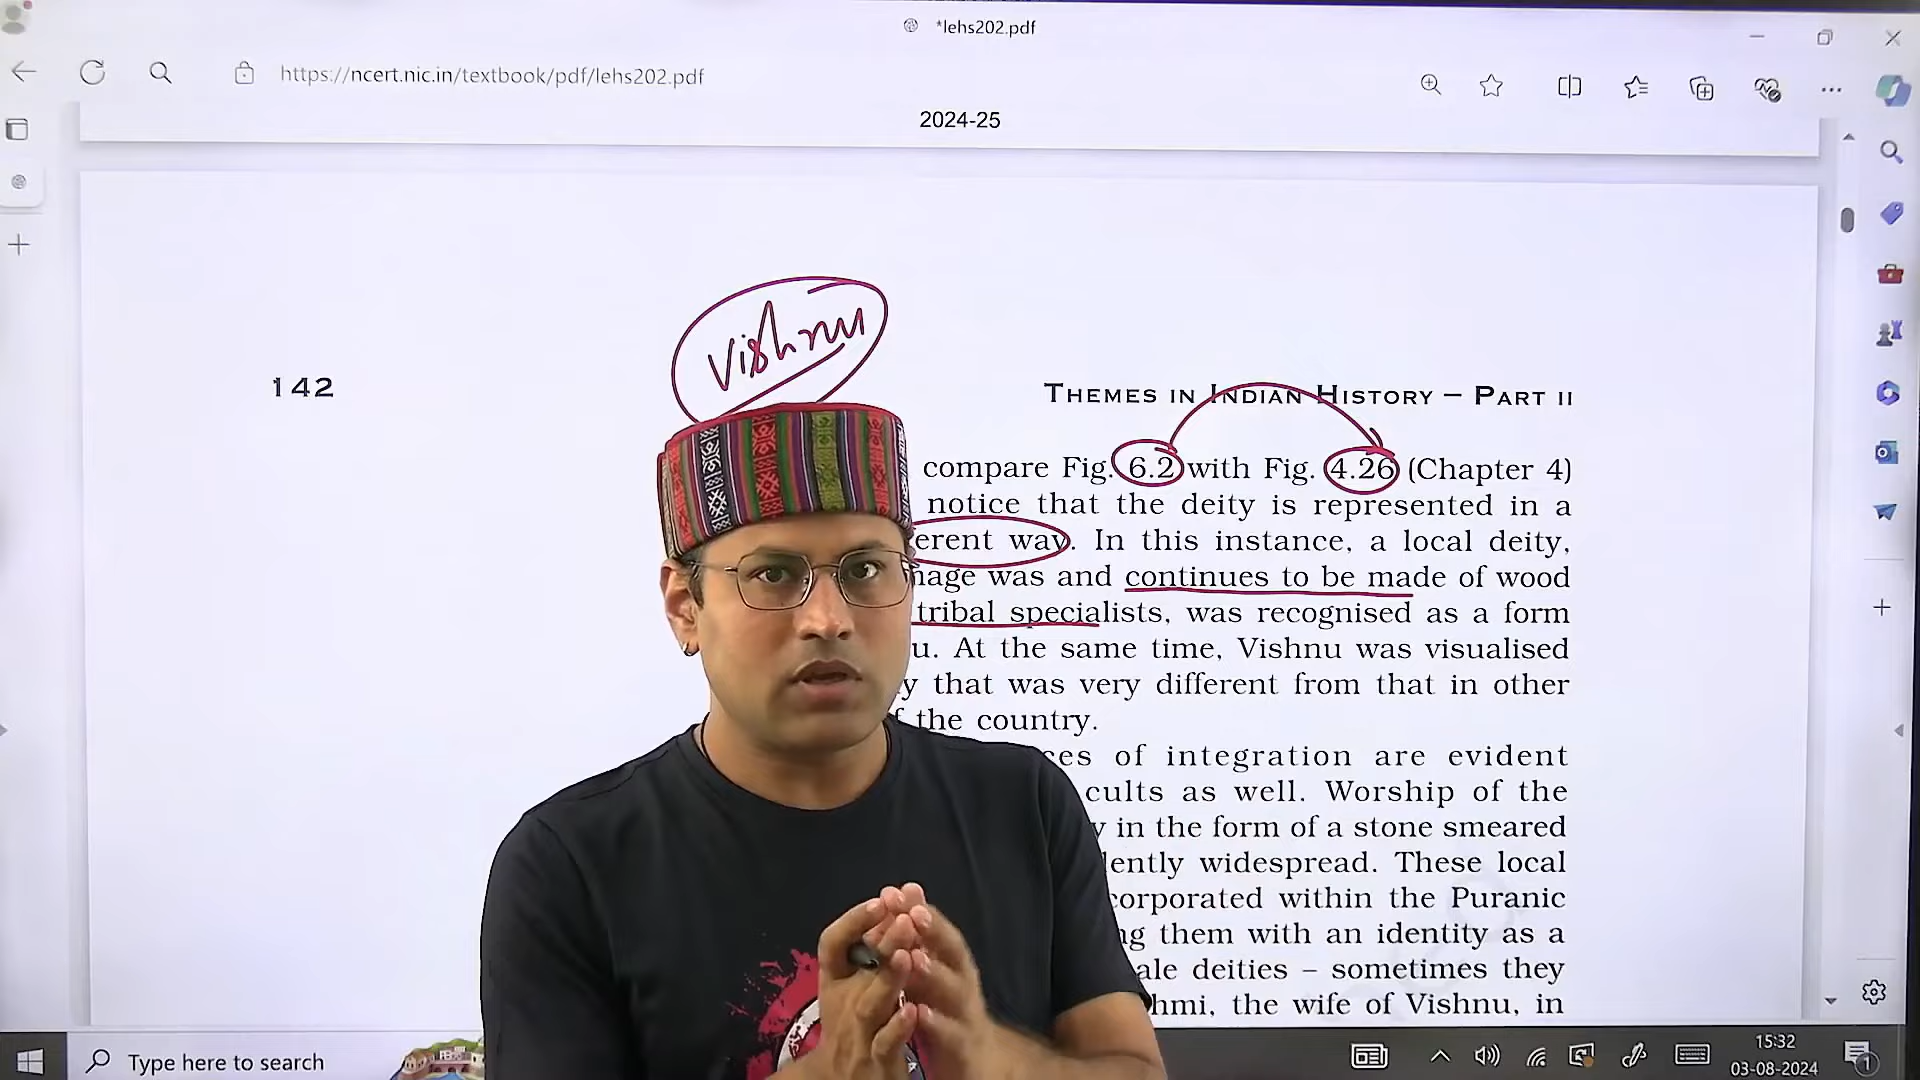 *lehs202.pdf
https://ncert.nic.in/textbook/pdf/lehs202.pdf
2024-25
Vishnu
142
THEMES IN INDIAN HISTORY – PART II
compare Fig. 6.2 with Fig. 4.26 (Chapter 4)
notice that the deity is represented in a
erent way. In this instance, a local deity,
was and continues to be made of wood
tribal specialists, was recognised as a form
u. At the same time, Vishnu was visualised
y that was very different from that in other
f the country.
ces of integration are evident
cults as well. Worship of the
y in the form of a stone smeared
ently widespread. These local
corporated within the Puranic
ng them with an identity as a
ale deities – sometimes they
hmi, the wife of Vishnu, in
Type here to search
15:32
03-08-2024
1